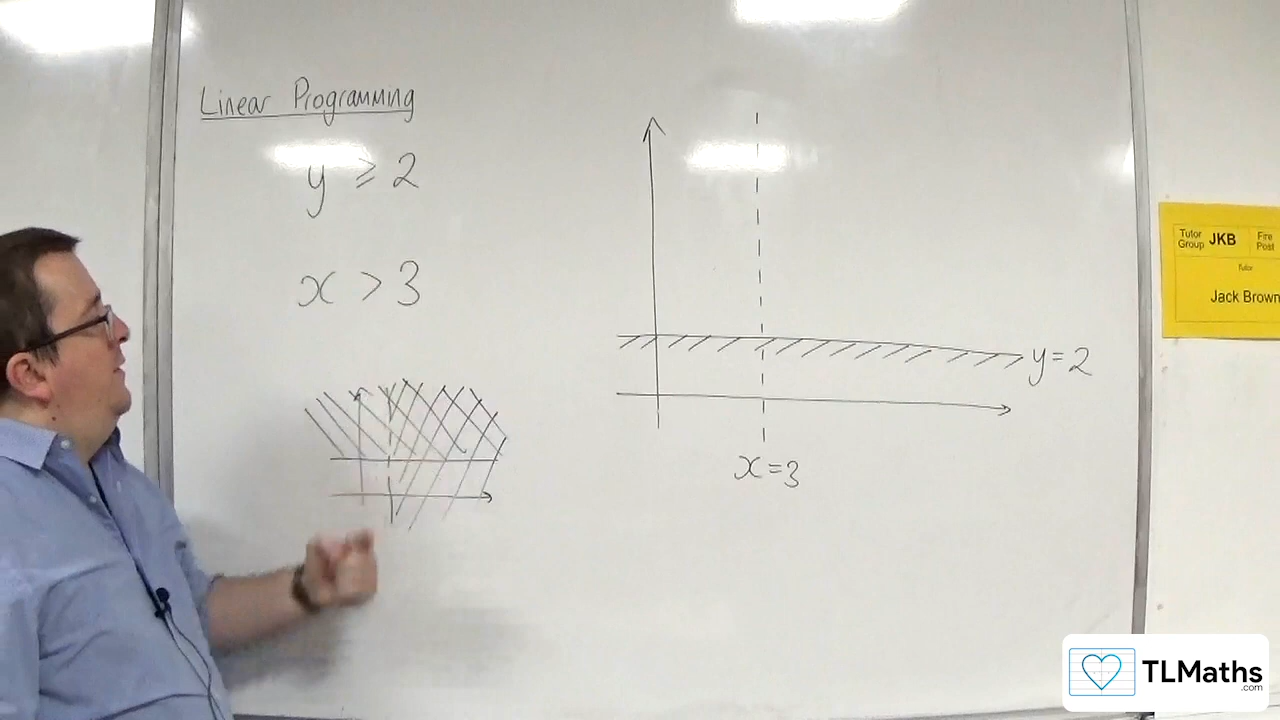 Linear Programming
y ⩾ 2
x > 3
y = 2
x = 3
Tutor Group JKB Fire Post
Tutor
Jack Brown
TLMaths
.com